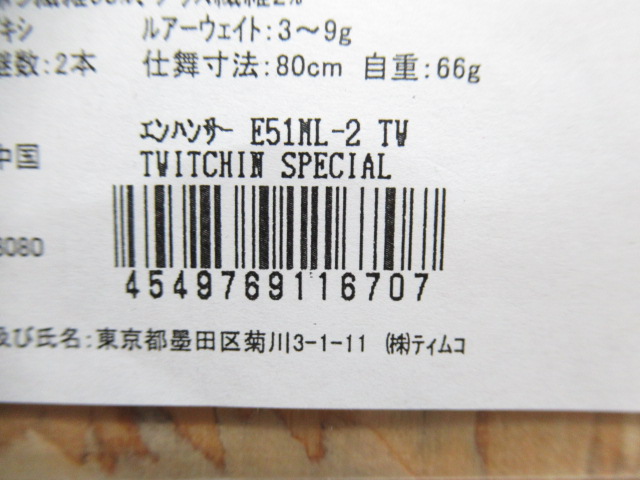 ルアーウェイト:3〜9g
継数:2本 仕舞寸法:80cm 自重:66g
エンハンサー E51ML-2 TW
中国
TWITCHIN SPECIAL
8080
4549769116707
及び氏名:東京都墨田区菊川3-1-11 ㈱ティムコ